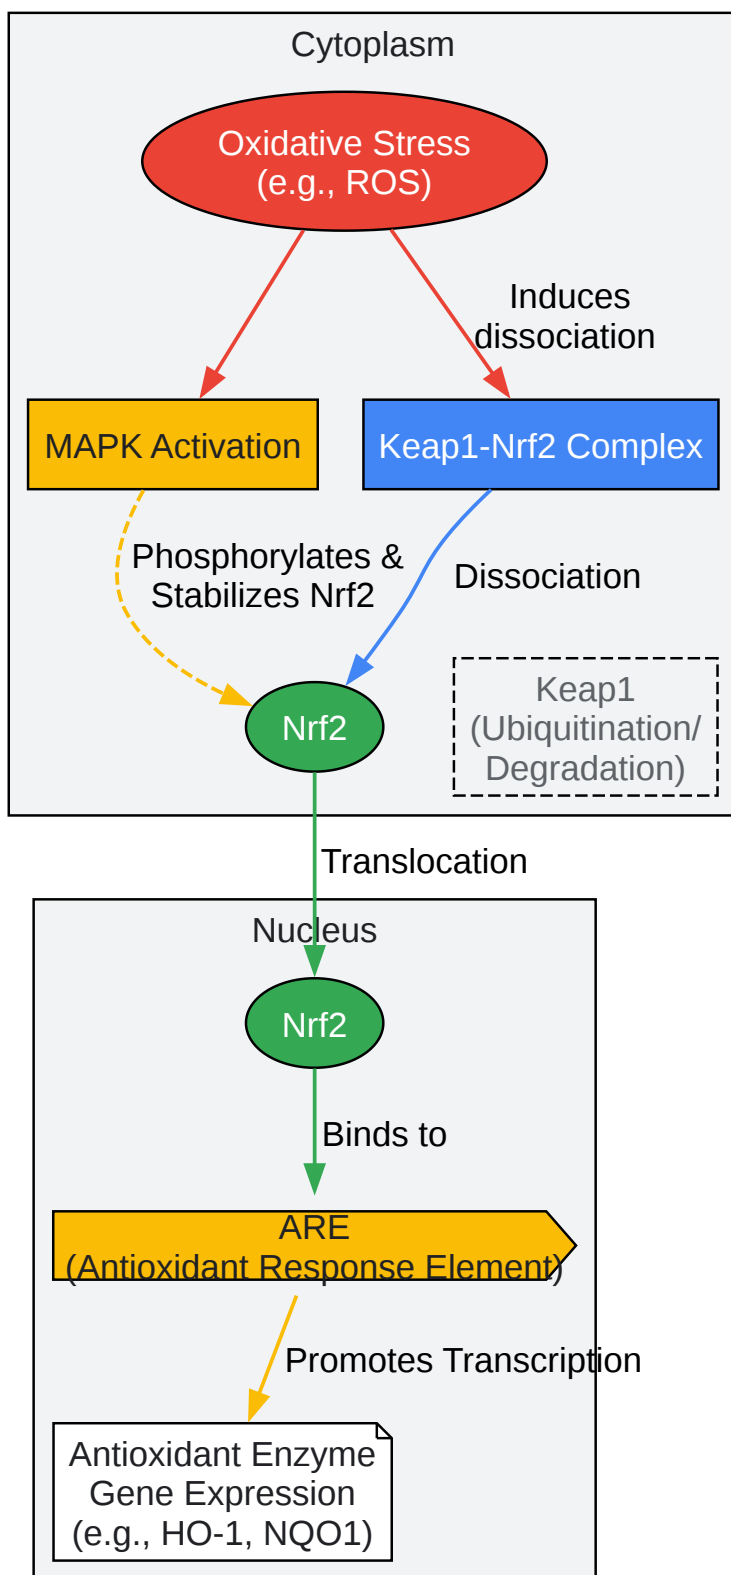 Cytoplasm
Oxidative Stress
(e.g., ROS)
Induces
dissociation
MAPK Activation
Keap1-Nrf2 Complex
Phosphorylates &
Stabilizes Nrf2
Dissociation
Nrf2
Keap1
(Ubiquitination/
Degradation)
Translocation
Nucleus
Nrf2
Binds to
ARE
(Antioxidant Response Element)
Promotes Transcription
Antioxidant Enzyme
Gene Expression
(e.g., HO-1, NQO1)